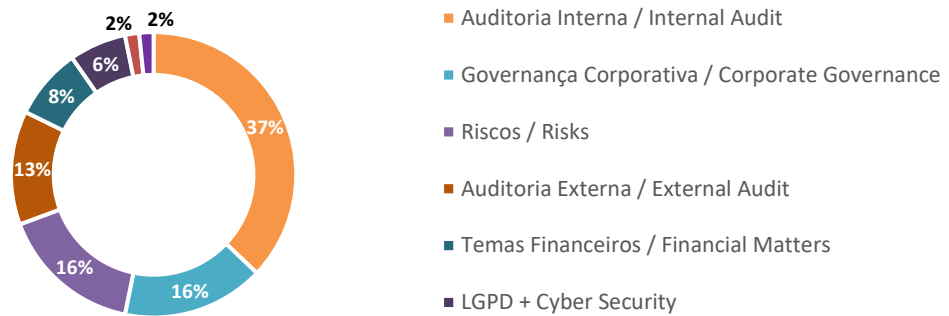 2%
2%
6%
8%
37%
13%
16%
16%
Auditoria Interna / Internal Audit
Governança Corporativa / Corporate Governance
Riscos / Risks
Auditoria Externa / External Audit
Temas Financeiros / Financial Matters
LGPD + Cyber Security